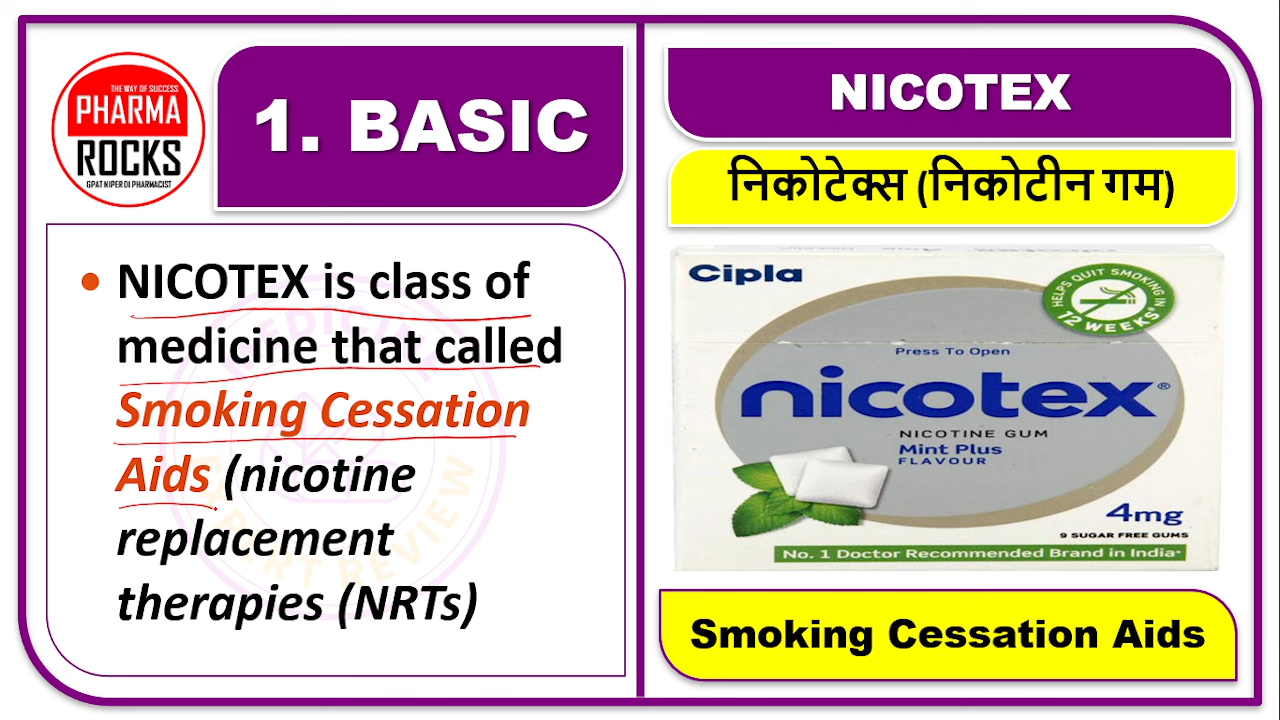 THE WAY OF SUCCESS
PHARMA
ROCKS
GPAT NIPER DI PHARMACIST
1. BASIC
• NICOTEX is class of
medicine that called
Smoking Cessation
Aids (nicotine
replacement
therapies (NRTs)
MEDICINE
EXPERT REVIEW
NICOTEX
निकोटेक्स (निकोटीन गम)
Cipla
HELPS QUIT SMOKING IN
12 WEEKS*
Press To Open
nicotex®
NICOTINE GUM
Mint Plus
FLAVOUR
4mg
9 SUGAR FREE GUMS
No. 1 Doctor Recommended Brand in India*
Smoking Cessation Aids